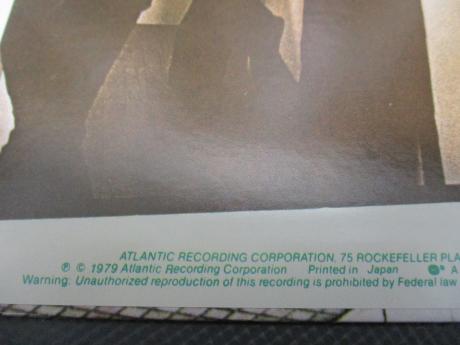 ATLANTIC RECORDING CORPORATION, 75 ROCKEFELLER PLA
℗ © 1979 Atlantic Recording Corporation Printed in Japan ®* A
Warning: Unauthorized reproduction of this recording is prohibited by Federal law